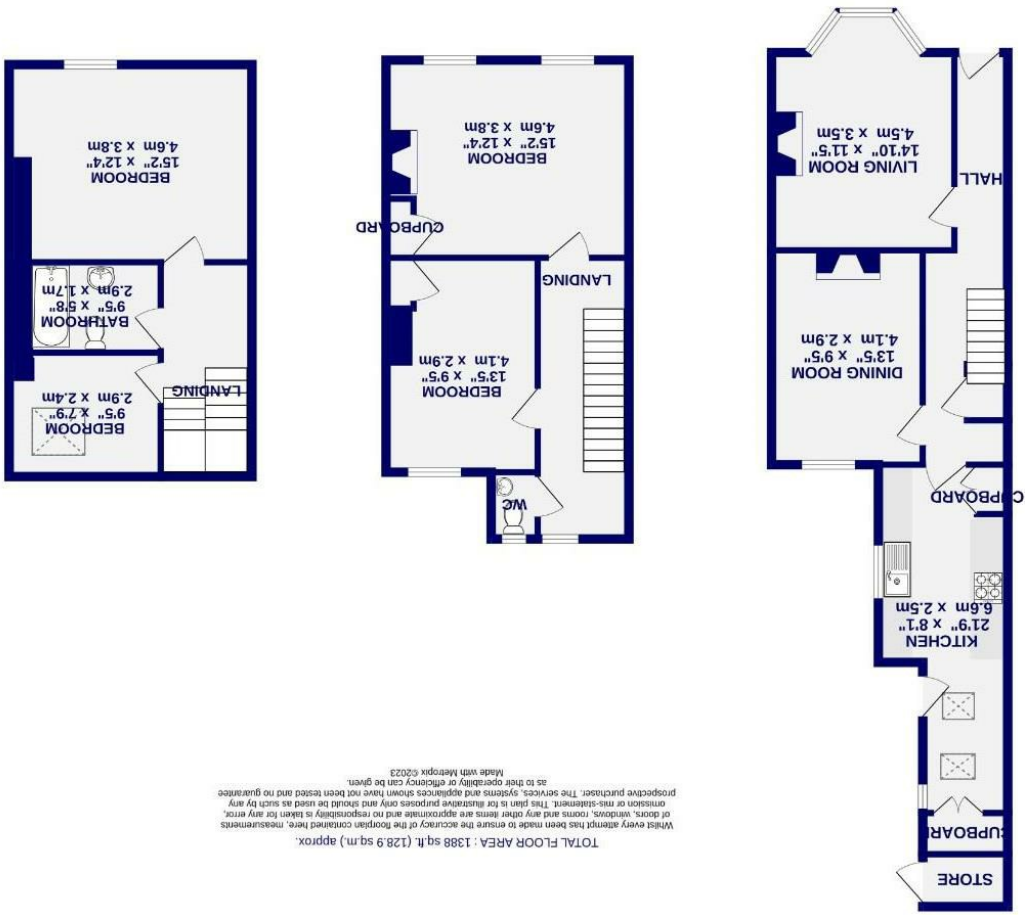 STORE
CUPBOARD
KITCHEN
21'9" x 8'1"
6.6m x 2.5m
CUPBOARD
DINING ROOM
13'5" x 9'5"
4.1m x 2.9m
HALL
LIVING ROOM
14'10" x 11'5"
4.5m x 3.5m
WC
BEDROOM
13'5" x 9'5"
4.1m x 2.9m
LANDING
CUPBOARD
BEDROOM
15'2" x 12'4"
4.6m x 3.8m
BEDROOM
9'5" x 7'9"
2.9m x 2.4m
LANDING
BATHROOM
9'5" x 5'8"
2.9m x 1.7m
BEDROOM
15'2" x 12'4"
4.6m x 3.8m
TOTAL FLOOR AREA : 1388 sq.ft. (128.9 sq.m.) approx.
Whilst every attempt has been made to ensure the accuracy of the floorplan contained here, measurements
of doors, windows, rooms and any other items are approximate and no responsibility is taken for any error,
omission or mis-statement. This plan is for illustrative purposes only and should be used as such by any
prospective purchaser. The services, systems and appliances shown have not been tested and no guarantee
as to their operability or efficiency can be given.
Made with Metropix ©2023